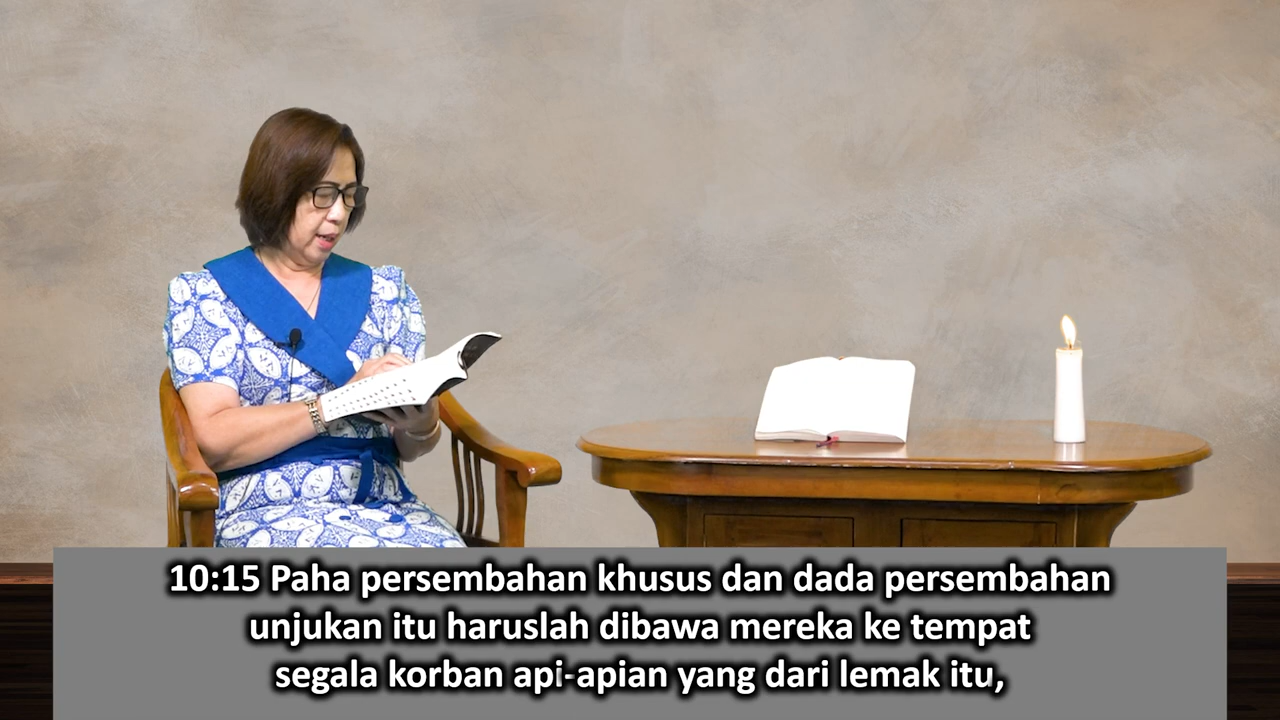 10:15 Paha persembahan khusus dan dada persembahan
unjukan itu haruslah dibawa mereka ke tempat
segala korban api-apian yang dari lemak itu,